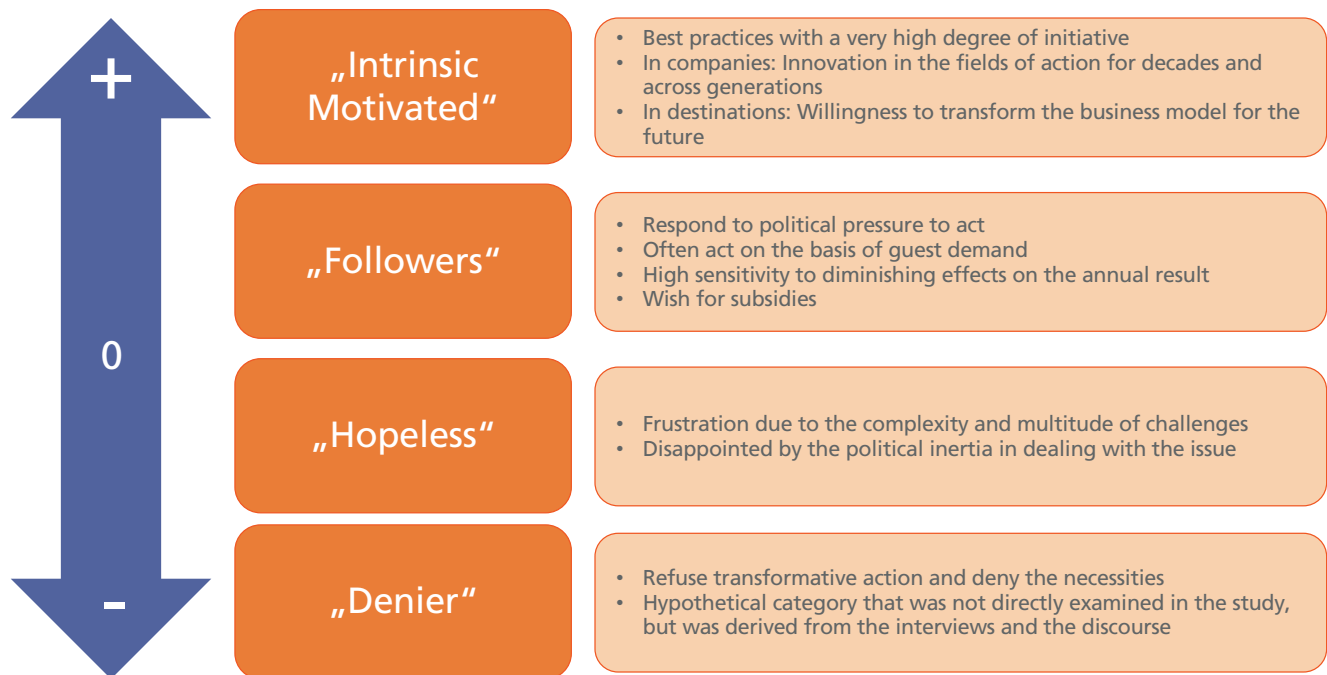 +
0
-
„Intrinsic
Motivated“
• Best practices with a very high degree of initiative
• In companies: Innovation in the fields of action for decades and
across generations
• In destinations: Willingness to transform the business model for the
future
„Followers“
• Respond to political pressure to act
• Often act on the basis of guest demand
• High sensitivity to diminishing effects on the annual result
• Wish for subsidies
„Hopeless“
• Frustration due to the complexity and multitude of challenges
• Disappointed by the political inertia in dealing with the issue
„Denier“
• Refuse transformative action and deny the necessities
• Hypothetical category that was not directly examined in the study,
but was derived from the interviews and the discourse